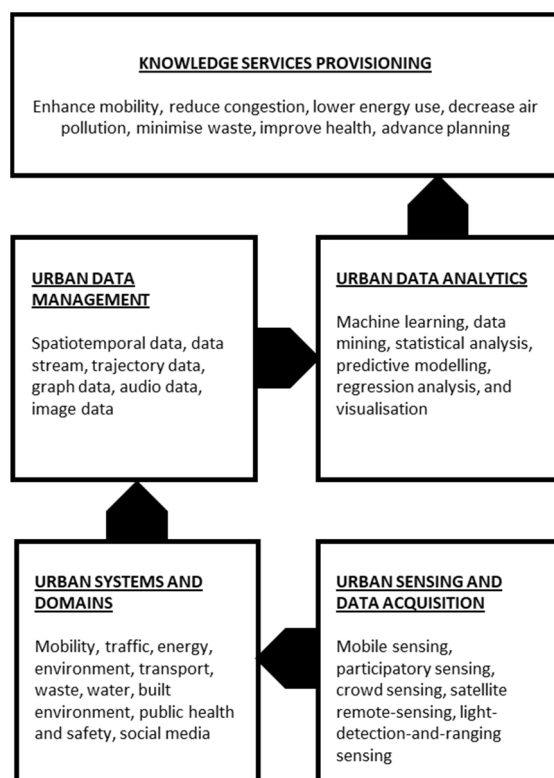 KNOWLEDGE SERVICES PROVISIONING
Enhance mobility, reduce congestion, lower energy use, decrease air
pollution, minimise waste, improve health, advance planning
URBAN DATA
MANAGEMENT
Spatiotemporal data, data
stream, trajectory data,
graph data, audio data,
image data
URBAN DATA ANALYTICS
Machine learning, data
mining, statistical analysis,
predictive modelling,
regression analysis, and
visualisation
URBAN SYSTEMS AND
DOMAINS
Mobility, traffic, energy,
environment, transport,
waste, water, built
environment, public health
and safety, social media
URBAN SENSING AND
DATA ACQUISITION
Mobile sensing,
participatory sensing,
crowd sensing, satellite
remote-sensing, light-
detection-and-ranging
sensing